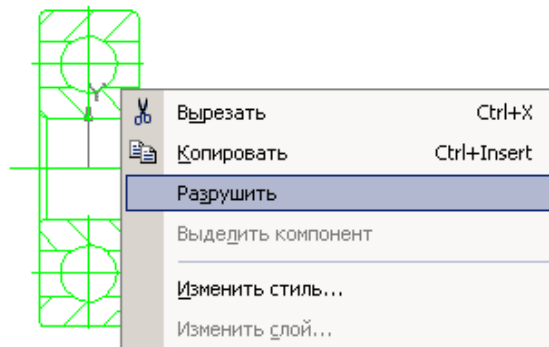 Y
Вырезать Ctrl+X
Копировать Ctrl+Insert
Разрушить
Выделить компонент
Изменить стиль...
Изменить слой...